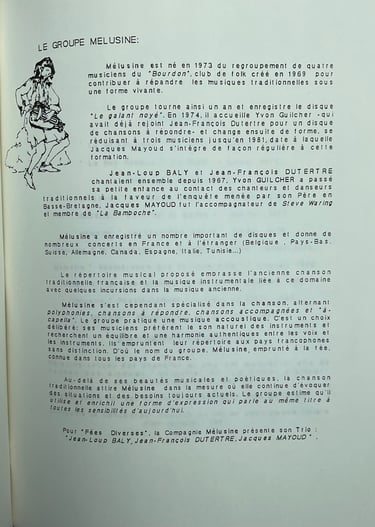 LE GROUPE MELUSINE:
Mélusine est né en 1973 du regroupement de quatre
musiciens du "Bourdon", club de folk créé en 1969 pour
contribuer à répandre les musiques traditionnelles sous
une forme vivante.
Le groupe tourne ainsi un an et enregistre le disque
"Le galant noyé". En 1974, il accueille Yvon Guilcher -qui
avait déjà rejoint Jean-François Dutertre pour un disque
de chansons à répondre- et change ensuite de forme, se
réduisant à trois musiciens jusqu'en 1981, date à laquelle
Jacques Mayoud s'intègre de façon régulière à cette
formation.
Jean-Loup BALY et Jean-François DUTERTRE
chantaient ensemble depuis 1967, Yvon GUILCHER a passé
sa petite enfance au contact des chanteurs et danseurs
traditionnels à la faveur de l'enquête menée par son Père en
Basse-Bretagne, Jacques MAYOUD fut l'accompagnateur de Steve Waring
et membre de "La Bamboche".
Mélusine a enregistré un nombre important de disques et donne de
nombreux concerts en France et à l'étranger (Belgique, Pays-Bas,
Suisse, Allemagne, Canada, Espagne, Italie, Tunisie...)
Le répertoire musical proposé embrasse l'ancienne chanson
traditionnelle française et la musique instrumentale liée à ce domaine
avec quelques incursions dans la musique ancienne.
Mélusine s'est cependant spécialisé dans la chanson, alternant
polyphonies, chansons à répondre, chansons accompagnées et "à-
capella". Le groupe pratique une musique accoustique. C'est un choix
délibéré: ses musiciens préfèrent le son naturel des instruments et
recherchent un équilibre et une harmonie authentiques entre les voix et
les instruments. Ils empruntent leur répertoire aux pays francophones
sans distinction. D'où le nom du groupe, Mélusine, emprunté à la fée,
connue dans tous les pays de France.
Au-delà de ses beautés musicales et poétiques, la chanson
traditionnelle attire Mélusine dans la mesure où elle continue d'évoquer
des situations et des besoins toujours actuels. Le groupe estime qu'il
utilise et enrichit une forme d'expression qui parle au même titre à
toutes les sensibilités d'aujourd'hui.
Pour "Fées Diverses", la Compagnie Mélusine présente son Trio :
"Jean-Loup BALY, Jean-François DUTERTRE, Jacques MAYOUD".